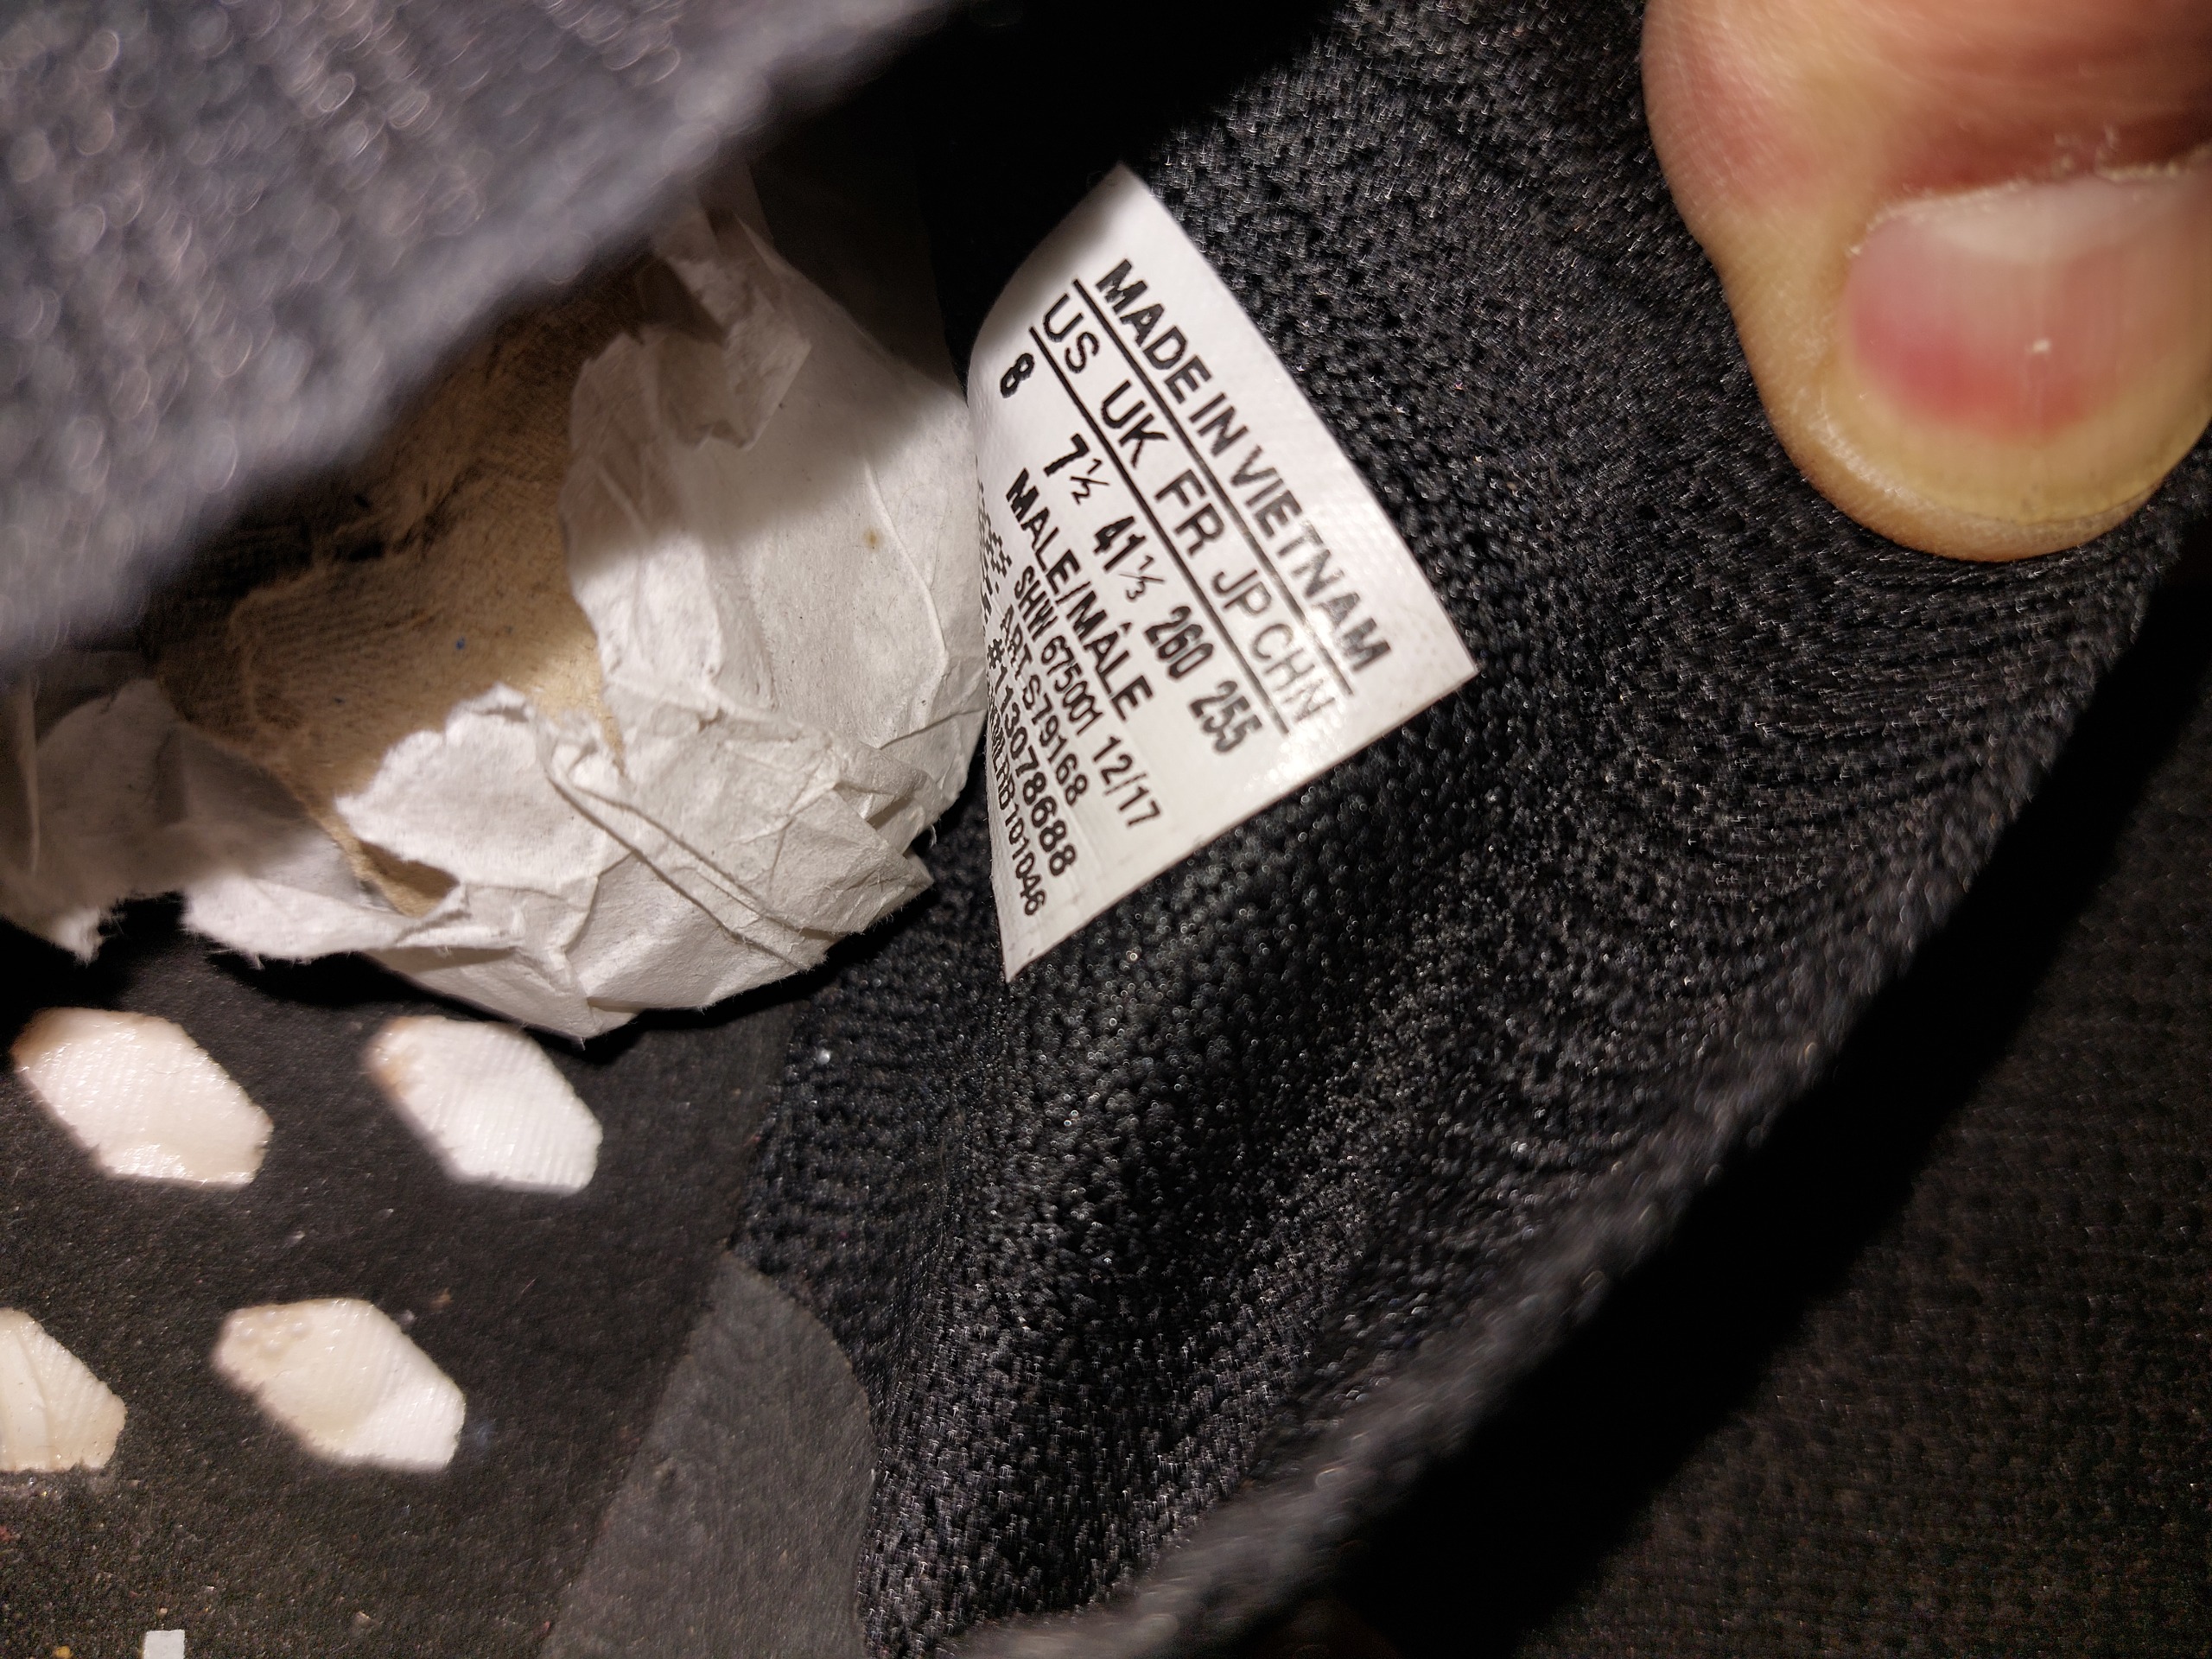 MADE IN VIETNAM
US UK FR JP CHN
8 7½ 41⅓ 260 255
MALE/MÂLE
SHW 675001 12/17
ART S79168
#1130786888